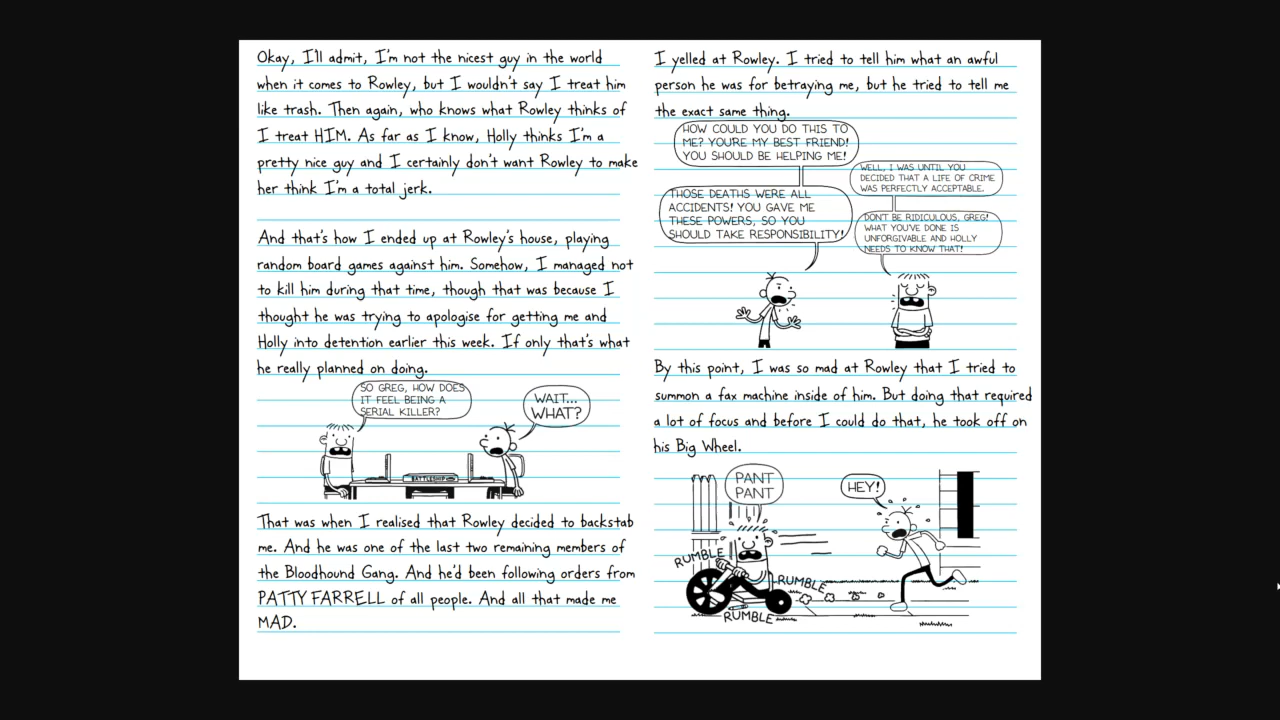 Okay, I'll admit, I'm not the nicest guy in the world
when it comes to Rowley, but I wouldn't say I treat him
like trash. Then again, who knows what Rowley thinks of
I treat HIM. As far as I know, Holly thinks I'm a
pretty nice guy and I certainly don't want Rowley to make
her think I'm a total jerk.
And that's how I ended up at Rowley's house, playing
random board games against him. Somehow, I managed not
to kill him during that time, though that was because I
thought he was trying to apologise for getting me and
Holly into detention earlier this week. If only that's what
he really planned on doing.
SO GREG, HOW DOES
IT FEEL BEING A
SERIAL KILLER?
WAIT...
WHAT?
BATTLESHIP
That was when I realised that Rowley decided to backstab
me. And he was one of the last two remaining members of
the Bloodhound Gang. And he'd been following orders from
PATTY FARRELL of all people. And all that made me
MAD.
I yelled at Rowley. I tried to tell him what an awful
person he was for betraying me, but he tried to tell me
the exact same thing.
HOW COULD YOU DO THIS TO
ME? YOU'RE MY BEST FRIEND!
YOU SHOULD BE HELPING ME!
WELL, I WAS UNTIL YOU
DECIDED THAT A LIFE OF CRIME
WAS PERFECTLY ACCEPTABLE.
THOSE DEATHS WERE ALL
ACCIDENTS! YOU GAVE ME
THESE POWERS, SO YOU
SHOULD TAKE RESPONSIBILITY!
DON'T BE RIDICULOUS, GREG!
WHAT YOU'VE DONE IS
UNFORGIVABLE AND HOLLY
NEEDS TO KNOW THAT!
By this point, I was so mad at Rowley that I tried to
summon a fax machine inside of him. But doing that required
a lot of focus and before I could do that, he took off on
his Big Wheel.
PANT
PANT
HEY!
RUMBLE
RUMBLE
RUMBLE